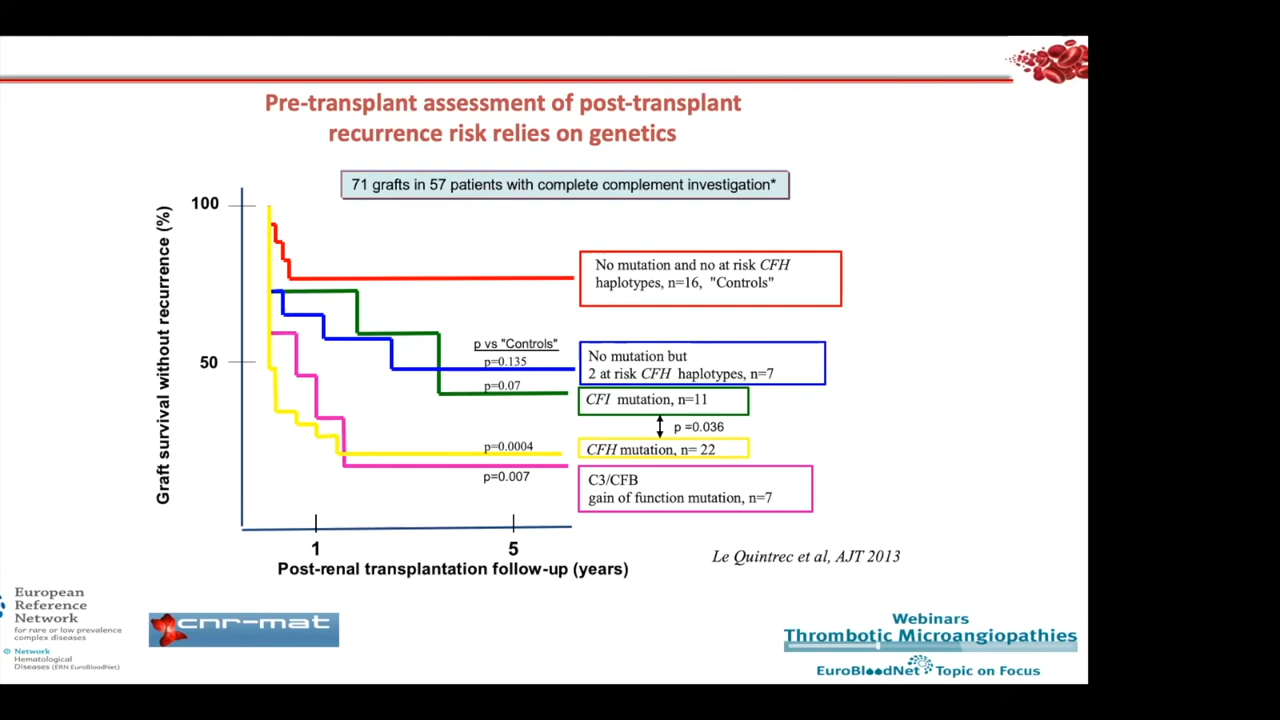 Pre-transplant assessment of post-transplant
recurrence risk relies on genetics
71 grafts in 57 patients with complete complement investigation*
Graft survival without recurrence (%)
100
50
No mutation and no at risk CFH
haplotypes, n=16, "Controls"
p vs "Controls"
p=0.135
No mutation but
2 at risk CFH haplotypes, n=7
p=0.07
CFI mutation, n=11
p =0.036
p=0.0004
CFH mutation, n= 22
p=0.007
C3/CFB
gain of function mutation, n=7
1
5
Post-renal transplantation follow-up (years)
Le Quintrec et al, AJT 2013
European
Reference
Network
for rare or low prevalence
complex diseases
Network
Hematological
Diseases (ERN EuroBloodNet)
cnr-mat
Webinars
Thrombotic Microangiopathies
EuroBloodNet Topic on Focus